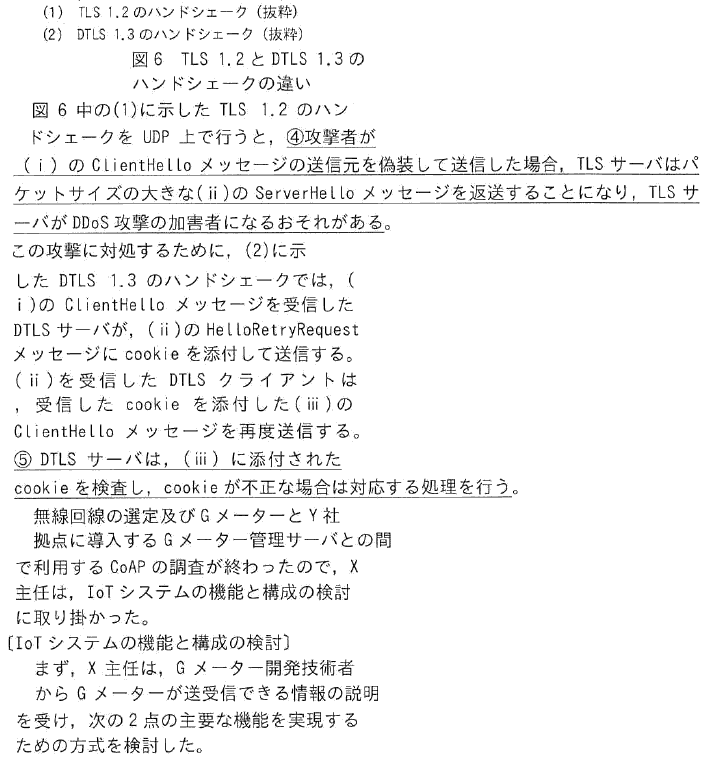 (1) TLS 1.2のハンドシェーク（抜粋）
(2) DTLS 1.3のハンドシェーク（抜粋）
図6 TLS 1.2とDTLS 1.3の
ハンドシェークの違い
図 6 中の(1)に示した TLS 1.2 のハン
ドシェークを UDP 上で行うと，④攻撃者が
(ⅰ) の ClientHello メッセージの送信元を偽装して送信した場合，TLS サーバはパ
ケットサイズの大きな(ⅱ)の ServerHello メッセージを返送することになり，TLS サ
ーバが DDoS 攻撃の加害者になるおそれがある。
この攻撃に対処するために，(2)に示
した DTLS 1.3 のハンドシェークでは，(
ⅰ)の ClientHello メッセージを受信した
DTLS サーバが，(ⅱ)の HelloRetryRequest
メッセージに cookie を添付して送信する。
(ⅱ)を受信した DTLS クライアントは
，受信した cookie を添付した(ⅲ)の
ClientHello メッセージを再度送信する。
⑤ DTLS サーバは，(ⅲ) に添付された
cookie を検査し，cookie が不正な場合は対応する処理を行う。
無線回線の選定及びＧメーターとＹ社
拠点に導入するＧメーター管理サーバとの間
で利用する CoAP の調査が終わったので，X
主任は，IoT システムの機能と構成の検討
に取り掛かった。
〔IoT システムの機能と構成の検討〕
まず，X 主任は，G メーター開発技術者
から G メーターが送受信できる情報の説明
を受け，次の２点の主要な機能を実現する
ための方式を検討した。